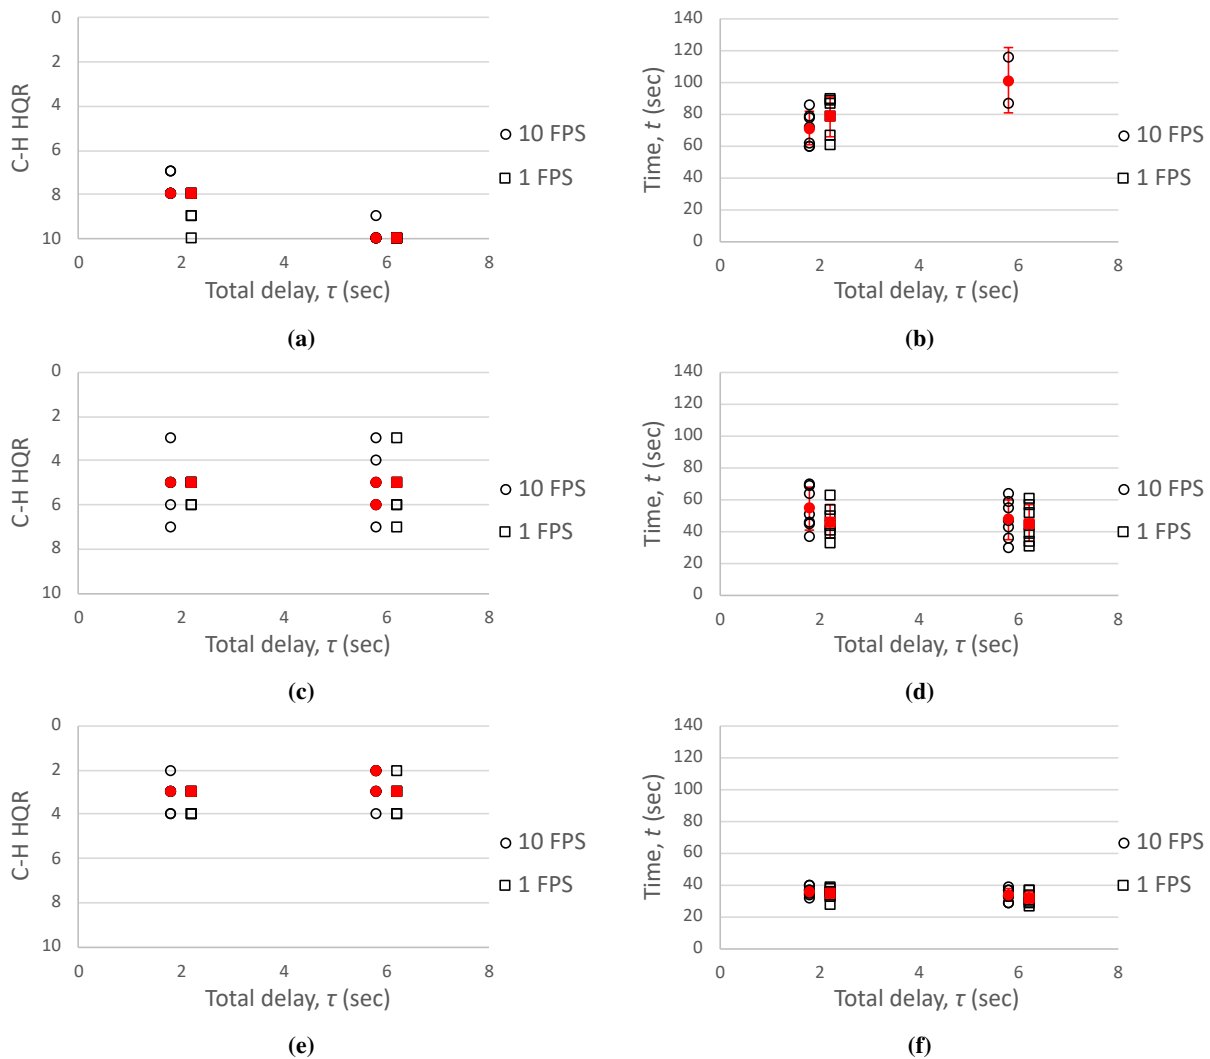 0
2
4
6
8
10
C-H HQR
0 2 4 6 8
Total delay, τ (sec)
10 FPS
1 FPS
(a)
140
120
100
80
60
40
20
0
Time, t (sec)
0 2 4 6 8
Total delay, τ (sec)
10 FPS
1 FPS
(b)
0
2
4
6
8
10
C-H HQR
0 2 4 6 8
Total delay, τ (sec)
10 FPS
1 FPS
(c)
140
120
100
80
60
40
20
0
Time, t (sec)
0 2 4 6 8
Total delay, τ (sec)
10 FPS
1 FPS
(d)
0
2
4
6
8
10
C-H HQR
0 2 4 6 8
Total delay, τ (sec)
10 FPS
1 FPS
(e)
140
120
100
80
60
40
20
0
Time, t (sec)
0 2 4 6 8
Total delay, τ (sec)
10 FPS
1 FPS
(f)